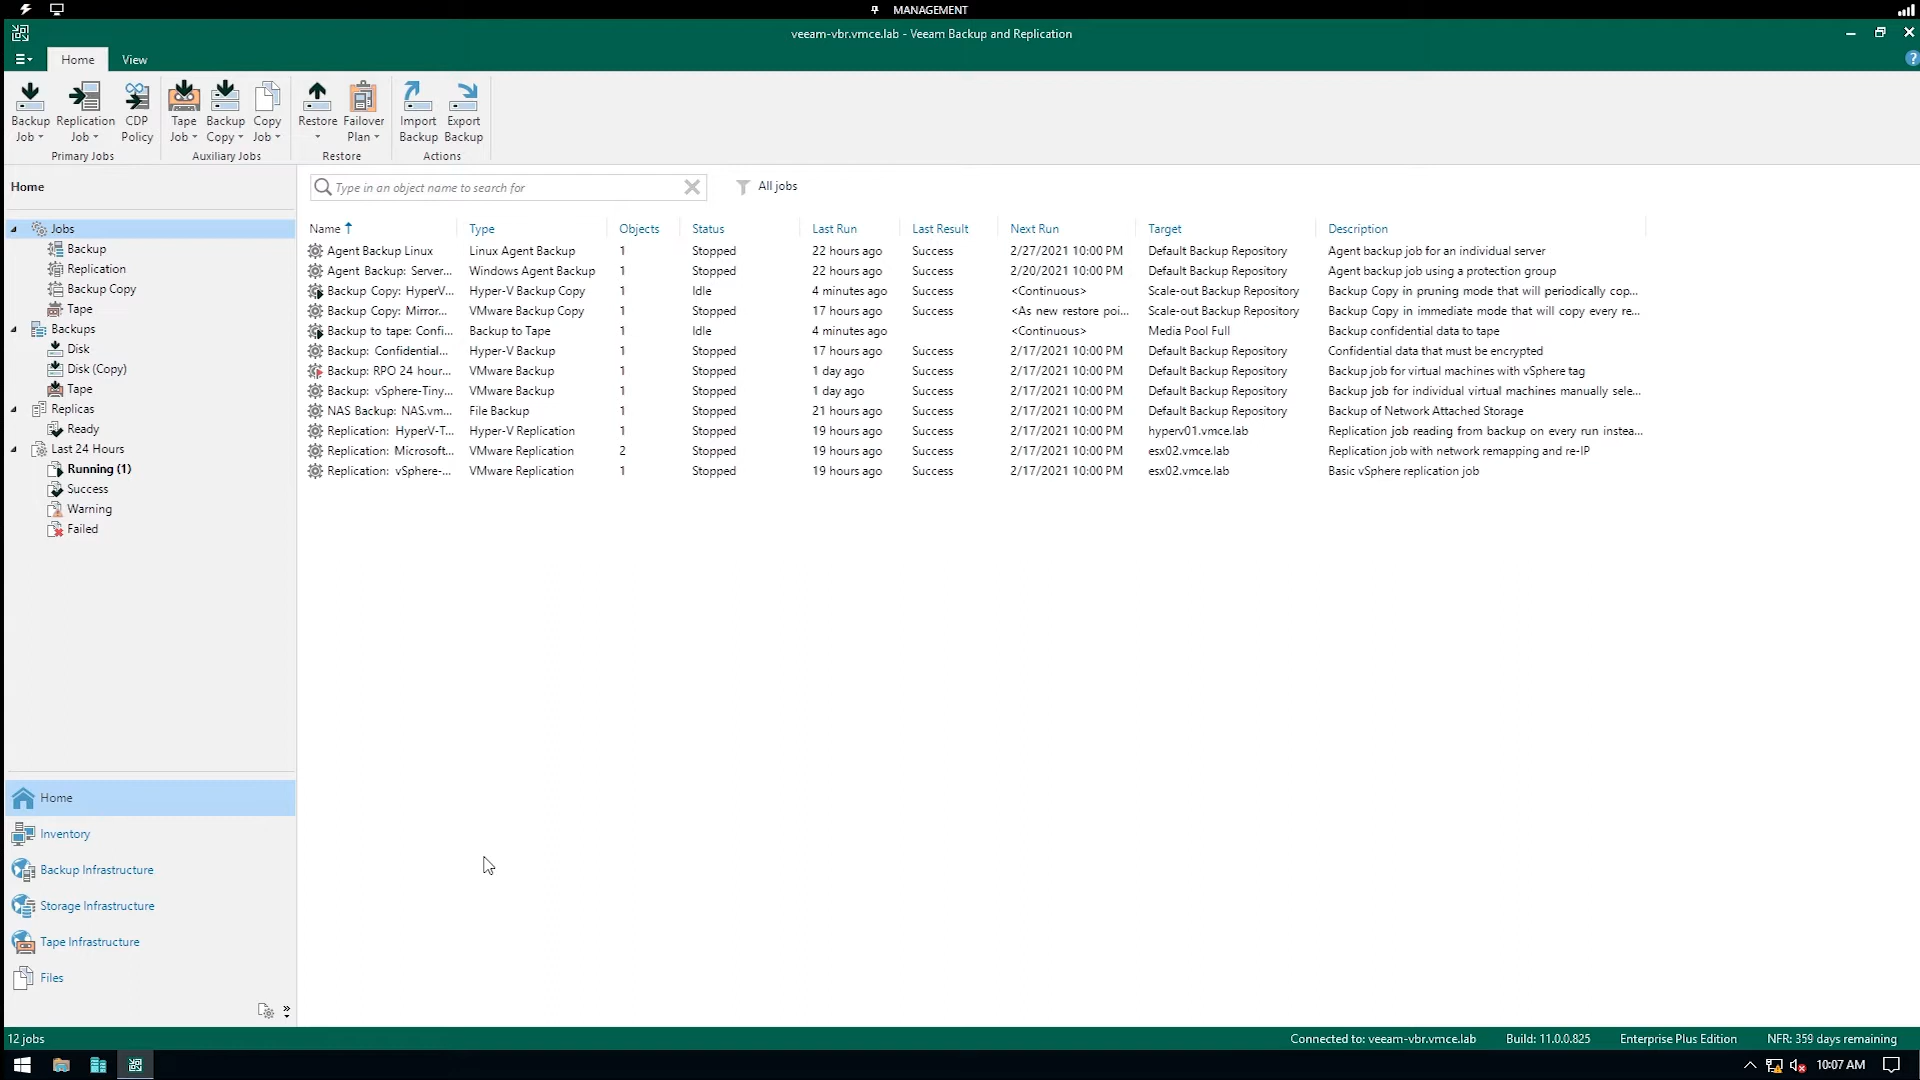 MANAGEMENT
veeam-vbr.vmce.lab - Veeam Backup and Replication
Home View
Backup Job Replication Job CDP Policy Tape Job Backup Copy Copy Job Restore Failover Plan Import Backup Export Backup
Primary Jobs Auxiliary Jobs Restore Actions
Home
Jobs
Backup
Replication
Backup Copy
Tape
Backups
Disk
Disk (Copy)
Tape
Replicas
Ready
Last 24 Hours
Running (1)
Success
Warning
Failed
Home
Inventory
Backup Infrastructure
Storage Infrastructure
Tape Infrastructure
Files
Type in an object name to search for All jobs
Name Type Objects Status Last Run Last Result Next Run Target Description
Agent Backup Linux Linux Agent Backup 1 Stopped 22 hours ago Success 2/27/2021 10:00 PM Default Backup Repository Agent backup job for an individual server
Agent Backup: Server... Windows Agent Backup 1 Stopped 22 hours ago Success 2/20/2021 10:00 PM Default Backup Repository Agent backup job using a protection group
Backup Copy: HyperV... Hyper-V Backup Copy 1 Idle 4 minutes ago Success <Continuous> Scale-out Backup Repository Backup Copy in pruning mode that will periodically cop...
Backup Copy: Mirror... VMware Backup Copy 1 Stopped 17 hours ago Success <As new restore poi... Scale-out Backup Repository Backup Copy in immediate mode that will copy every re...
Backup to tape: Confi... Backup to Tape 1 Idle 4 minutes ago <Continuous> Media Pool Full Backup confidential data to tape
Backup: Confidential... Hyper-V Backup 1 Stopped 17 hours ago Success 2/17/2021 10:00 PM Default Backup Repository Confidential data that must be encrypted
Backup: RPO 24 hour... VMware Backup 1 Stopped 1 day ago Success 2/17/2021 10:00 PM Default Backup Repository Backup job for virtual machines with vSphere tag
Backup: vSphere-Tiny... VMware Backup 1 Stopped 1 day ago Success 2/17/2021 10:00 PM Default Backup Repository Backup job for individual virtual machines manually sele...
NAS Backup: NAS.vm... File Backup 1 Stopped 21 hours ago Success 2/17/2021 10:00 PM Default Backup Repository Backup of Network Attached Storage
Replication: HyperV-T... Hyper-V Replication 1 Stopped 19 hours ago Success 2/17/2021 10:00 PM hyperv01.vmce.lab Replication job reading from backup on every run instea...
Replication: Microsoft... VMware Replication 2 Stopped 19 hours ago Success 2/17/2021 10:00 PM esx02.vmce.lab Replication job with network remapping and re-IP
Replication: vSphere-... VMware Replication 1 Stopped 19 hours ago Success 2/17/2021 10:00 PM esx02.vmce.lab Basic vSphere replication job
12 jobs Connected to: veeam-vbr.vmce.lab Build: 11.0.0.825 Enterprise Plus Edition NFR: 359 days remaining
10:07 AM